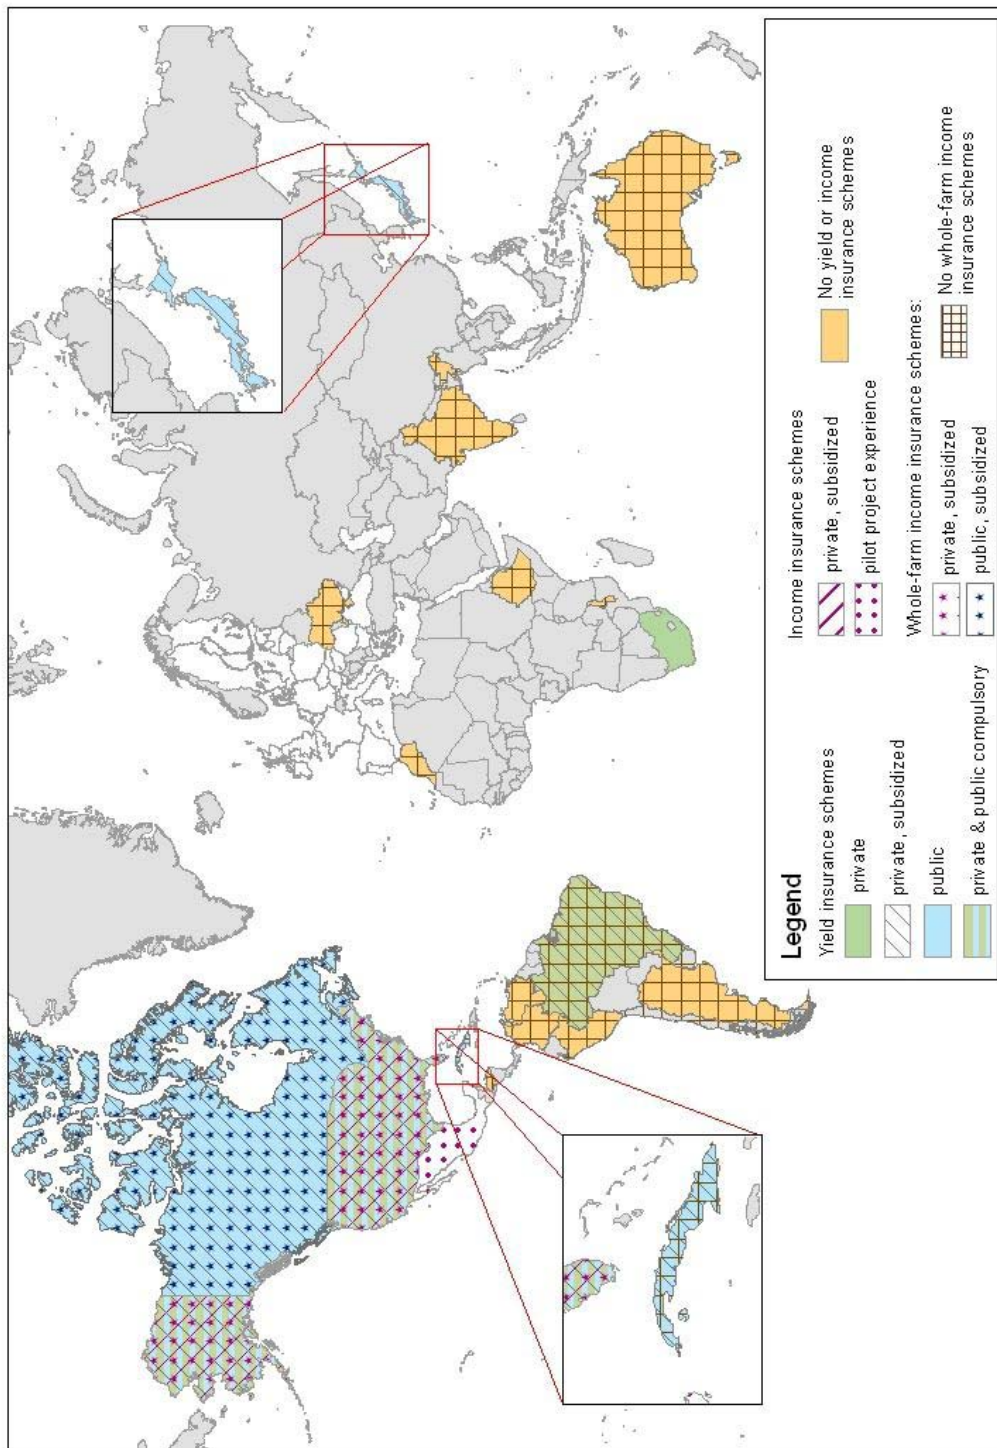 Legend
Yield insurance schemes
private
private, subsidized
public
private & public compulsory
Income insurance schemes
private, subsidized
pilot project experience
Whole-farm income insurance schemes:
private, subsidized
public, subsidized
No yield or income
insurance schemes
No whole-farm income
insurance schemes